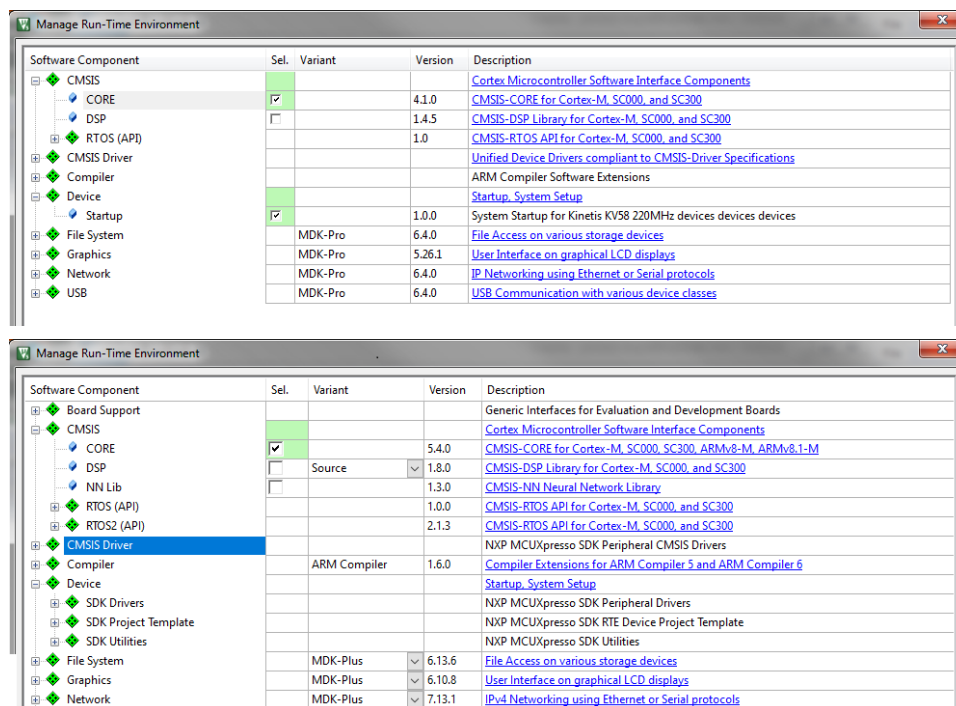 Manage Run-Time Environment
Software Component Sel. Variant Version Description
CMSIS Cortex Microcontroller Software Interface Components
CORE 4.1.0 CMSIS-CORE for Cortex-M, SC000, and SC300
DSP 1.4.5 CMSIS-DSP Library for Cortex-M, SC000, and SC300
RTOS (API) 1.0 CMSIS-RTOS API for Cortex-M, SC000, and SC300
CMSIS Driver Unified Device Drivers compliant to CMSIS-Driver Specifications
Compiler ARM Compiler Software Extensions
Device Startup, System Setup
Startup 1.0.0 System Startup for Kinetis KV58 220MHz devices devices devices
File System MDK-Pro 6.4.0 File Access on various storage devices
Graphics MDK-Pro 5.26.1 User Interface on graphical LCD displays
Network MDK-Pro 6.4.0 IP Networking using Ethernet or Serial protocols
USB MDK-Pro 6.4.0 USB Communication with various device classes
Manage Run-Time Environment
Software Component Sel. Variant Version Description
Board Support Generic Interfaces for Evaluation and Development Boards
CMSIS Cortex Microcontroller Software Interface Components
CORE 5.4.0 CMSIS-CORE for Cortex-M, SC000, SC300, ARMv8-M, ARMv8.1-M
DSP Source 1.8.0 CMSIS-DSP Library for Cortex-M, SC000, and SC300
NN Lib 1.3.0 CMSIS-NN Neural Network Library
RTOS (API) 1.0.0 CMSIS-RTOS API for Cortex-M, SC000, and SC300
RTOS2 (API) 2.1.3 CMSIS-RTOS API for Cortex-M, SC000, and SC300
CMSIS Driver NXP MCUXpresso SDK Peripheral CMSIS Drivers
Compiler ARM Compiler 1.6.0 Compiler Extensions for ARM Compiler 5 and ARM Compiler 6
Device Startup, System Setup
SDK Drivers NXP MCUXpresso SDK Peripheral Drivers
SDK Project Template NXP MCUXpresso SDK RTE Device Project Template
SDK Utilities NXP MCUXpresso SDK Utilities
File System MDK-Plus 6.13.6 File Access on various storage devices
Graphics MDK-Plus 6.10.8 User Interface on graphical LCD displays
Network MDK-Plus 7.13.1 IPv4 Networking using Ethernet or Serial protocols